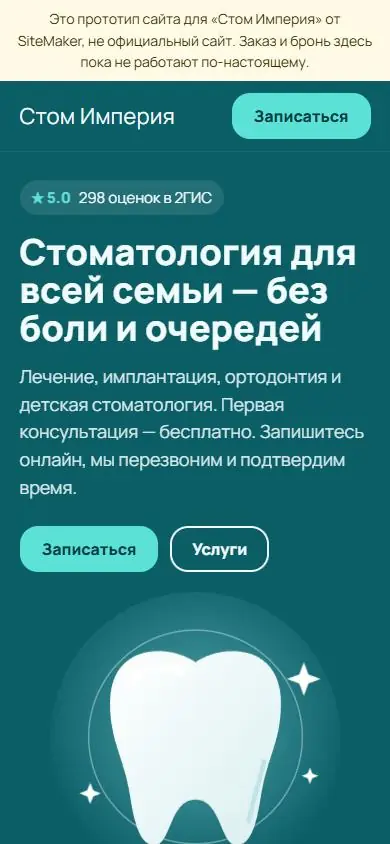 Это прототип сайта для «Стом Империя» от
SiteMaker, не официальный сайт. Заказ и бронь здесь
пока не работают по-настоящему.
Стом Империя
Записаться
★ 5.0 298 оценок в 2ГИС
Стоматология для
всей семьи — без
боли и очередей
Лечение, имплантация, ортодонтия и
детская стоматология. Первая
консультация — бесплатно. Запишитесь
онлайн, мы перезвоним и подтвердим
время.
Записаться
Услуги